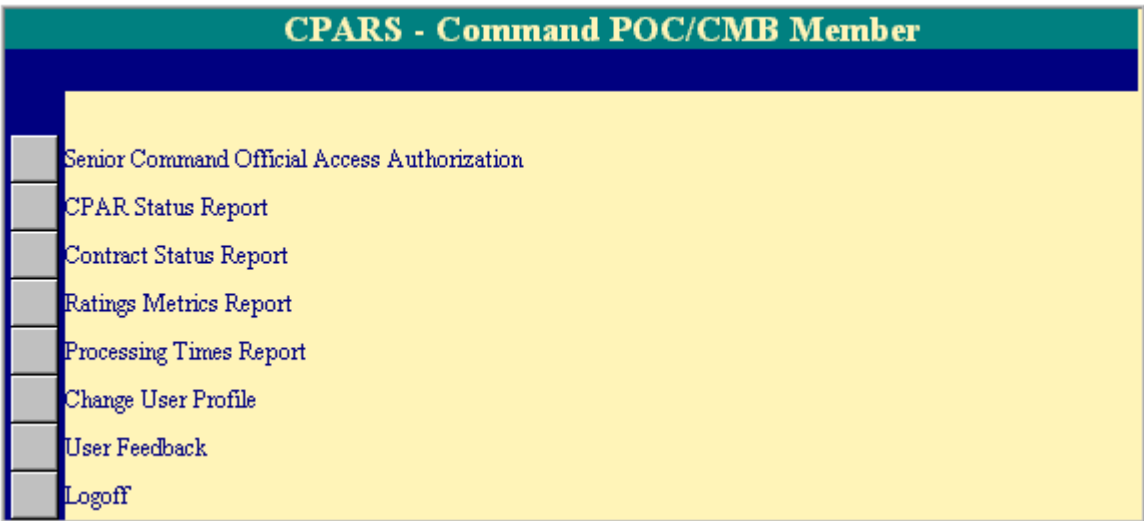 CPARS - Command POC/CMB Member
Senior Command Official Access Authorization
CPAR Status Report
Contract Status Report
Ratings Metrics Report
Processing Times Report
Change User Profile
User Feedback
Logoff